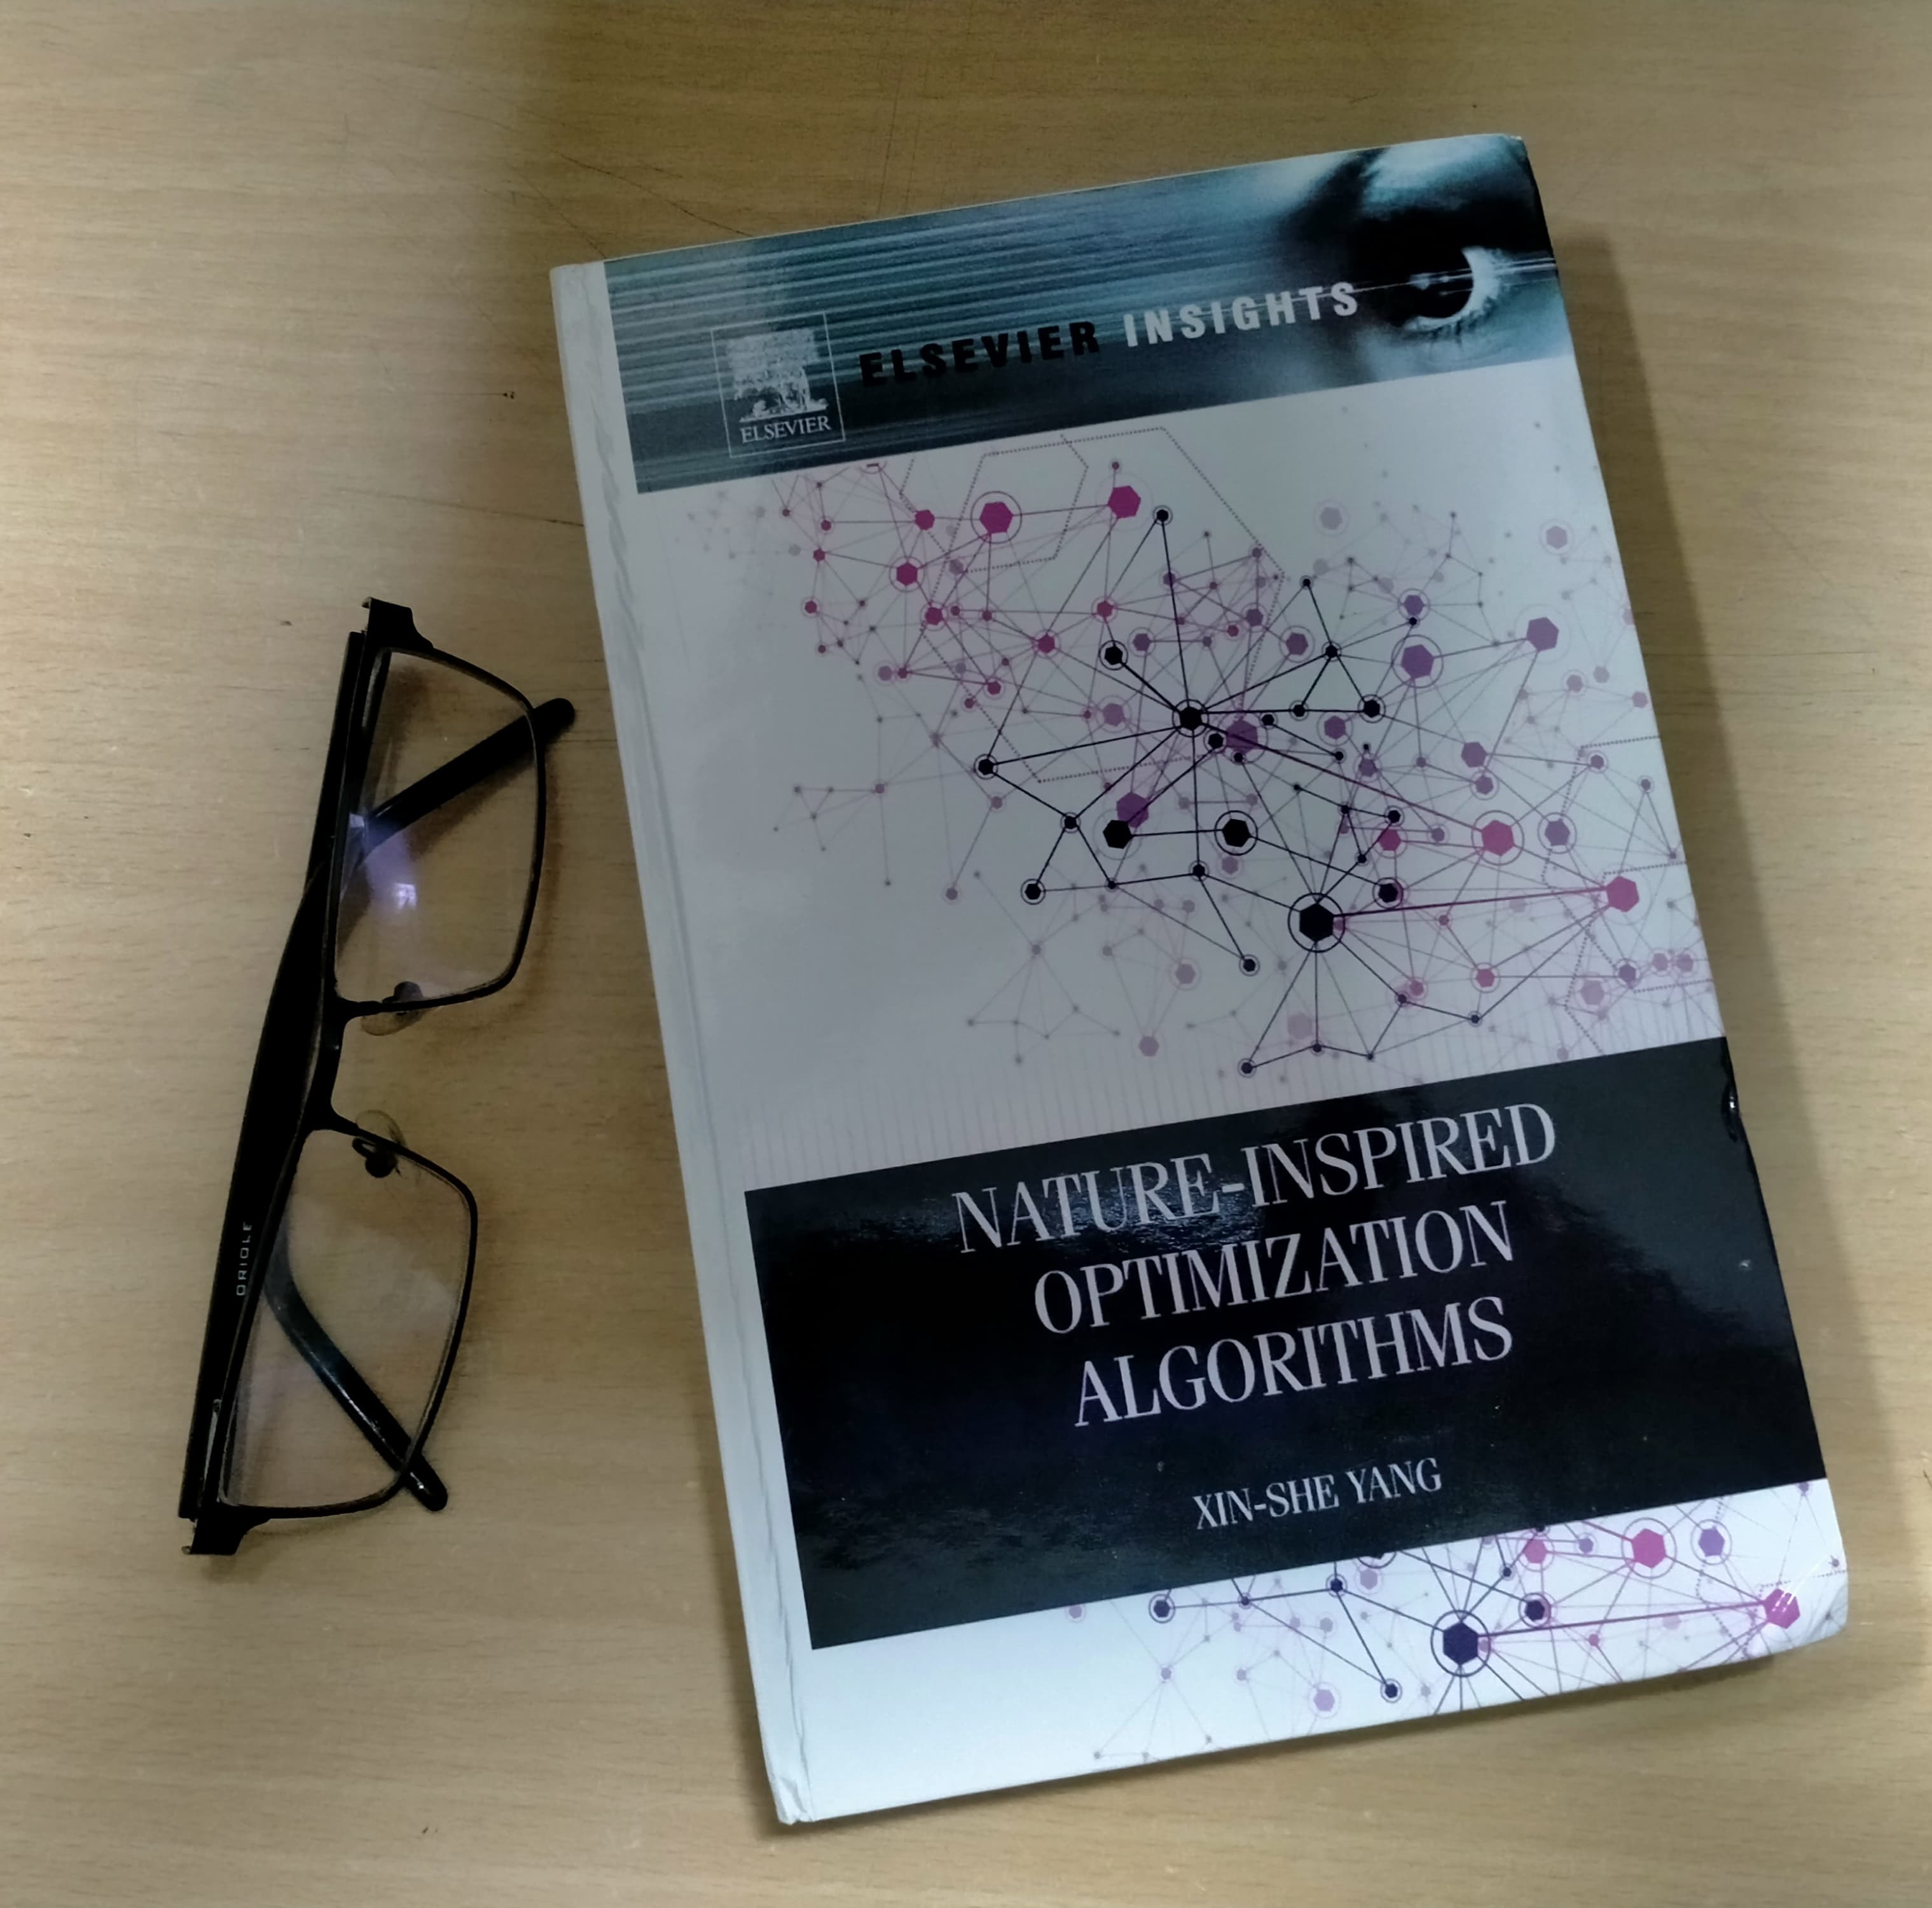 ELSEVIER INSIGHTS
ELSEVIER
NATURE-INSPIRED
OPTIMIZATION
ALGORITHMS
XIN-SHE YANG
ORIOLE